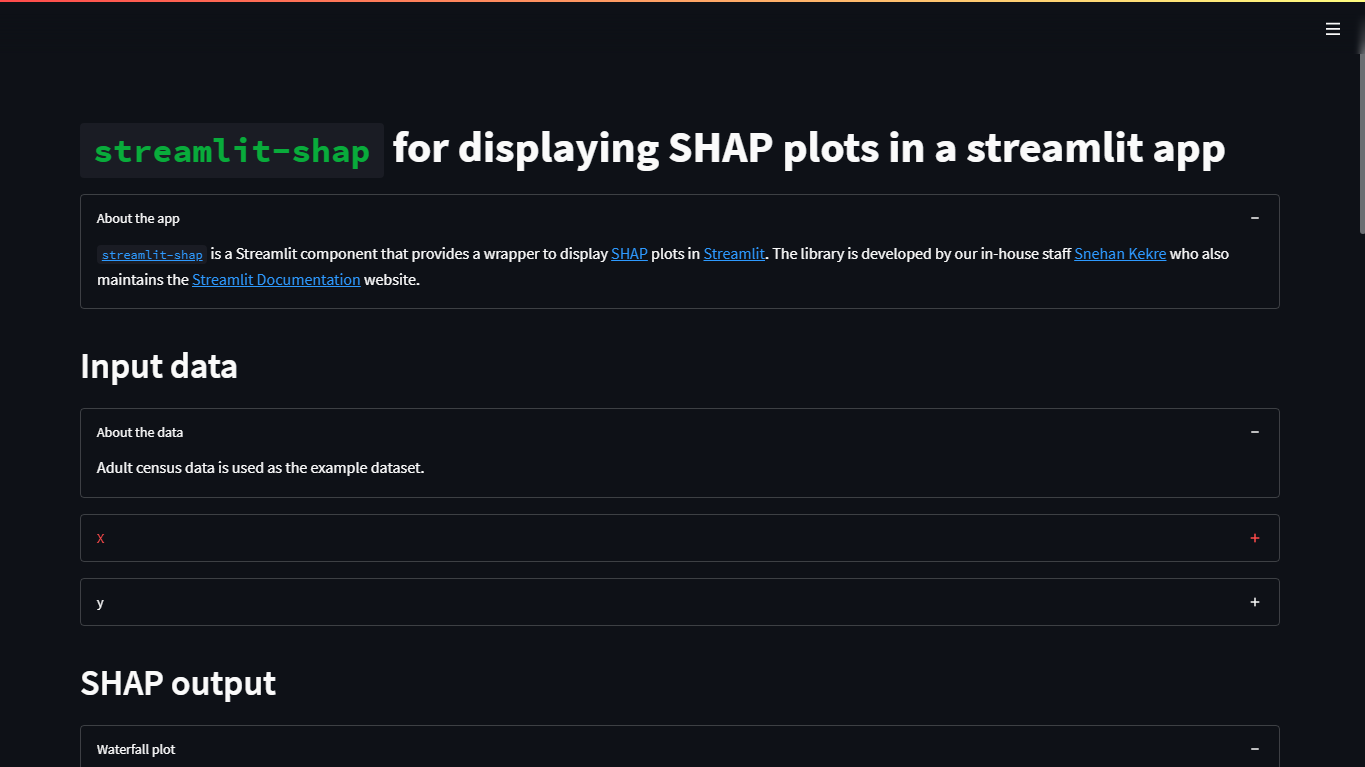 streamlit-shap for displaying SHAP plots in a streamlit app
About the app
streamlit-shap is a Streamlit component that provides a wrapper to display SHAP plots in Streamlit. The library is developed by our in-house staff Snehan Kekre who also
maintains the Streamlit Documentation website.
Input data
About the data
Adult census data is used as the example dataset.
X
y
SHAP output
Waterfall plot